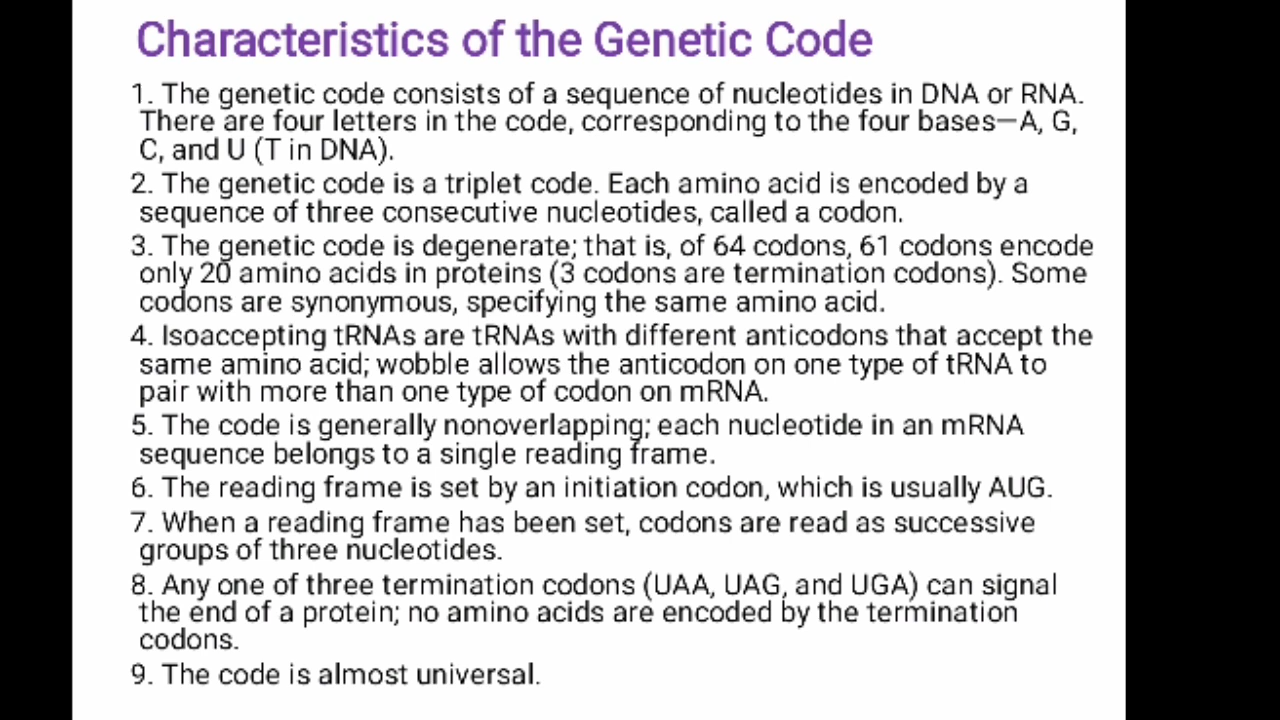 Characteristics of the Genetic Code
1. The genetic code consists of a sequence of nucleotides in DNA or RNA.
There are four letters in the code, corresponding to the four bases—A, G,
C, and U (T in DNA).
2. The genetic code is a triplet code. Each amino acid is encoded by a
sequence of three consecutive nucleotides, called a codon.
3. The genetic code is degenerate; that is, of 64 codons, 61 codons encode
only 20 amino acids in proteins (3 codons are termination codons). Some
codons are synonymous, specifying the same amino acid.
4. Isoaccepting tRNAs are tRNAs with different anticodons that accept the
same amino acid; wobble allows the anticodon on one type of tRNA to
pair with more than one type of codon on mRNA.
5. The code is generally nonoverlapping; each nucleotide in an mRNA
sequence belongs to a single reading frame.
6. The reading frame is set by an initiation codon, which is usually AUG.
7. When a reading frame has been set, codons are read as successive
groups of three nucleotides.
8. Any one of three termination codons (UAA, UAG, and UGA) can signal
the end of a protein; no amino acids are encoded by the termination
codons.
9. The code is almost universal.